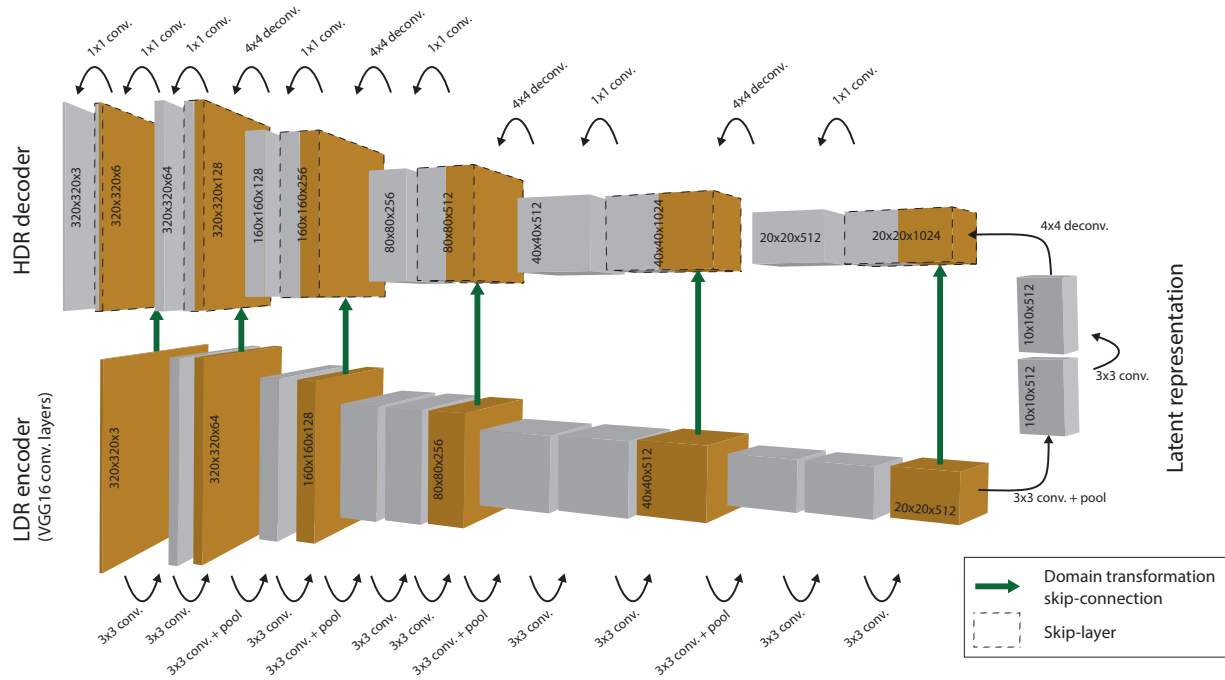 1x1 conv.
1x1 conv.
1x1 conv.
4x4 deconv.
1x1 conv.
4x4 deconv.
1x1 conv.
4x4 deconv.
1x1 conv.
4x4 deconv.
1x1 conv.
HDR decoder
320x320x3
320x320x6
320x320x64
320x320x128
160x160x128
160x160x256
80x80x256
80x80x512
40x40x512
40x40x1024
20x20x512
20x20x1024
4x4 deconv.
10x10x512
3x3 conv.
10x10x512
Latent representation
LDR encoder
(VGG16 conv. layers)
320x320x3
320x320x64
160x160x128
80x80x256
40x40x512
20x20x512
3x3 conv. + pool
3x3 conv.
3x3 conv.
3x3 conv. + pool
3x3 conv.
3x3 conv. + pool
3x3 conv.
3x3 conv.
3x3 conv. + pool
3x3 conv.
3x3 conv.
3x3 conv. + pool
3x3 conv.
3x3 conv.
Domain transformation
skip-connection
Skip-layer